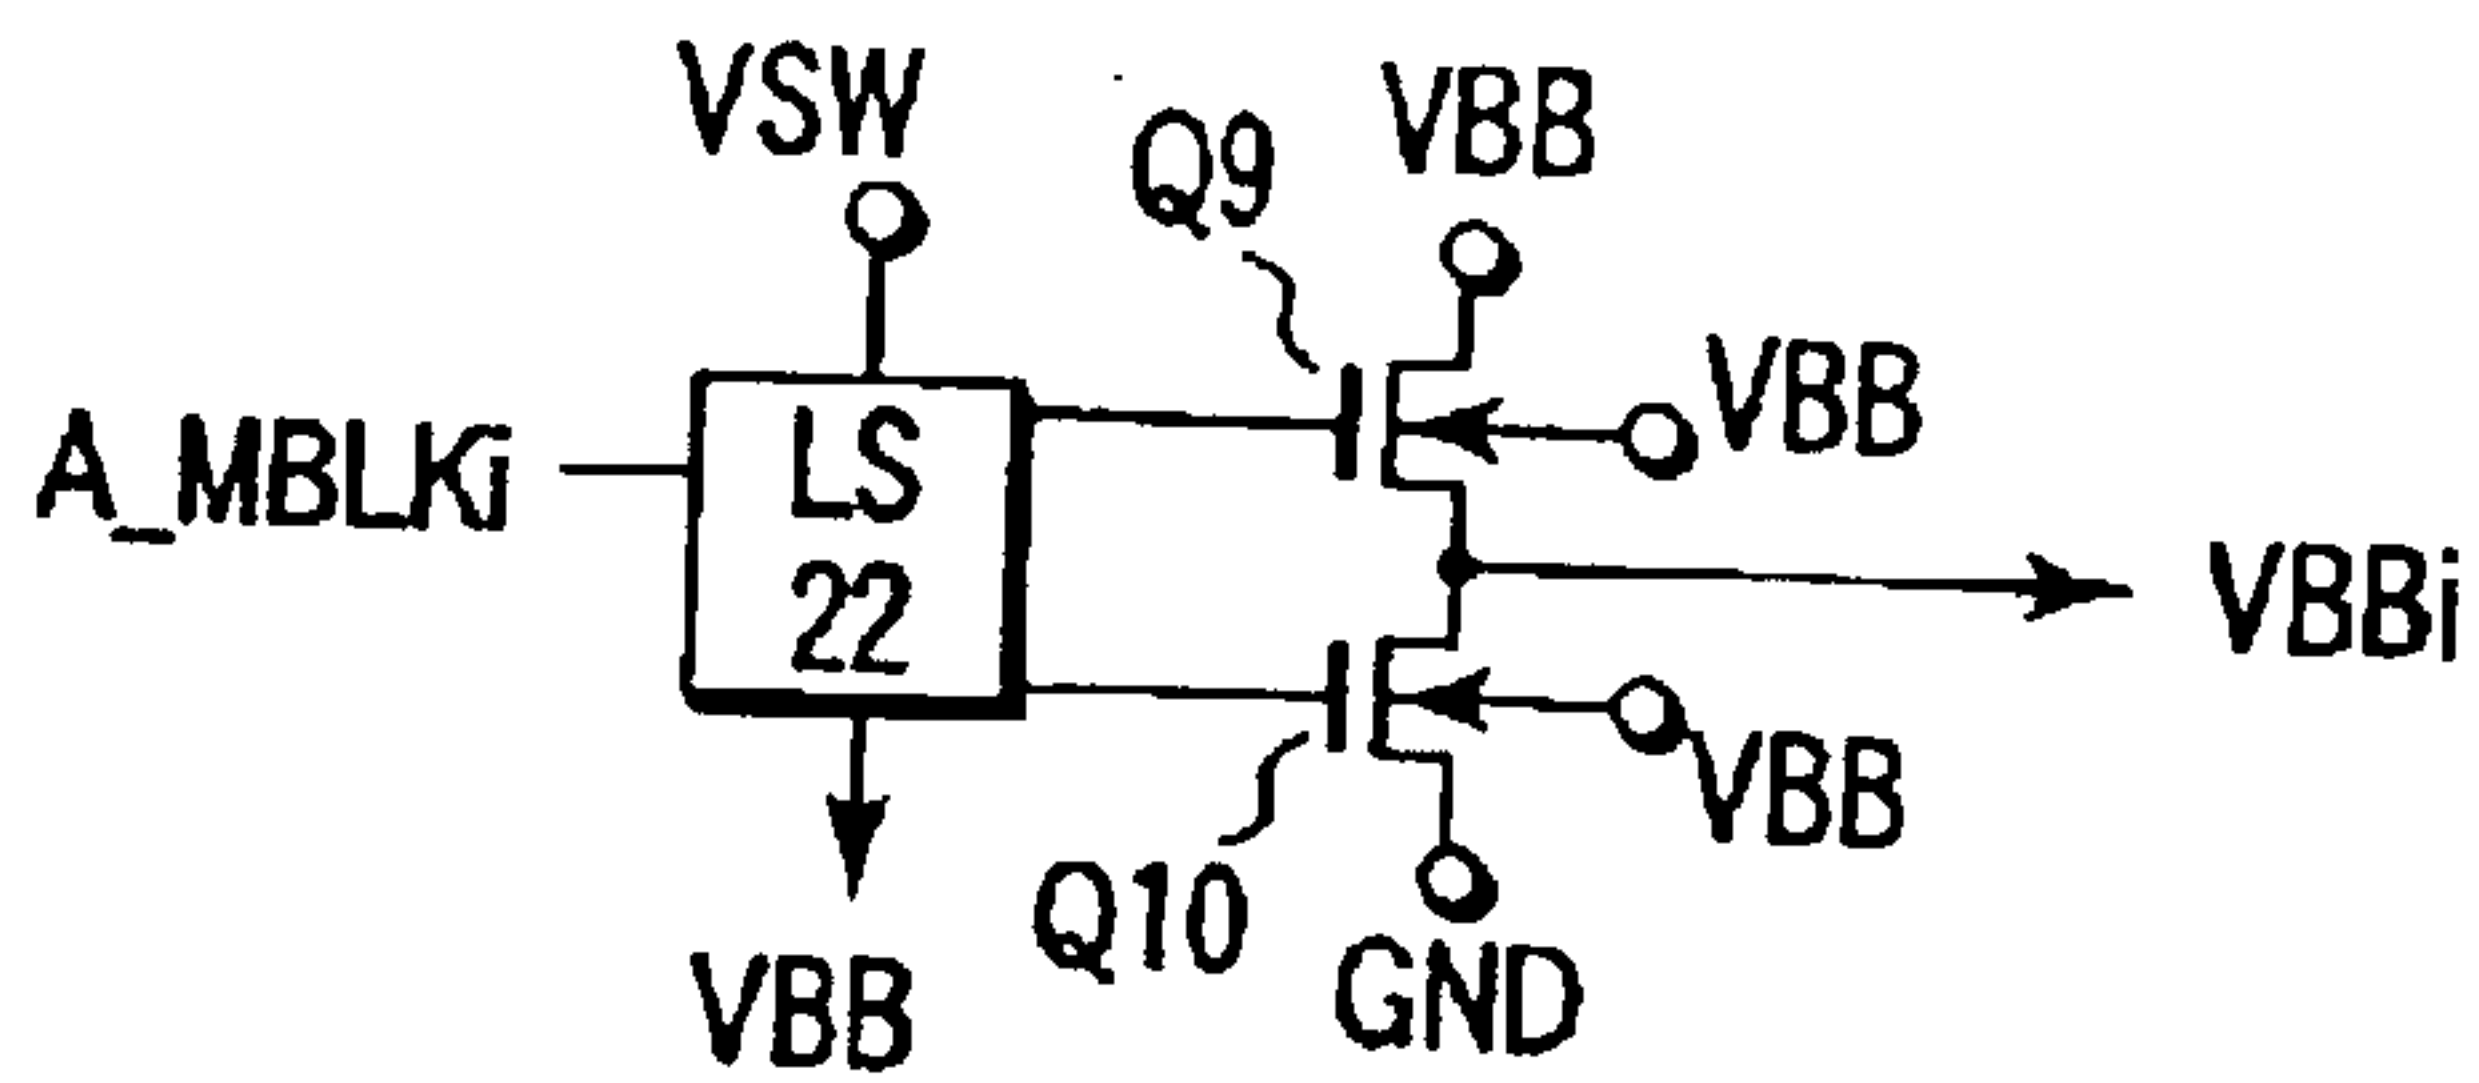 VSW
Q9
VBB
VBB
A_MBLKi
LS
22
VBBi
VBB
Q10
GND
VBB